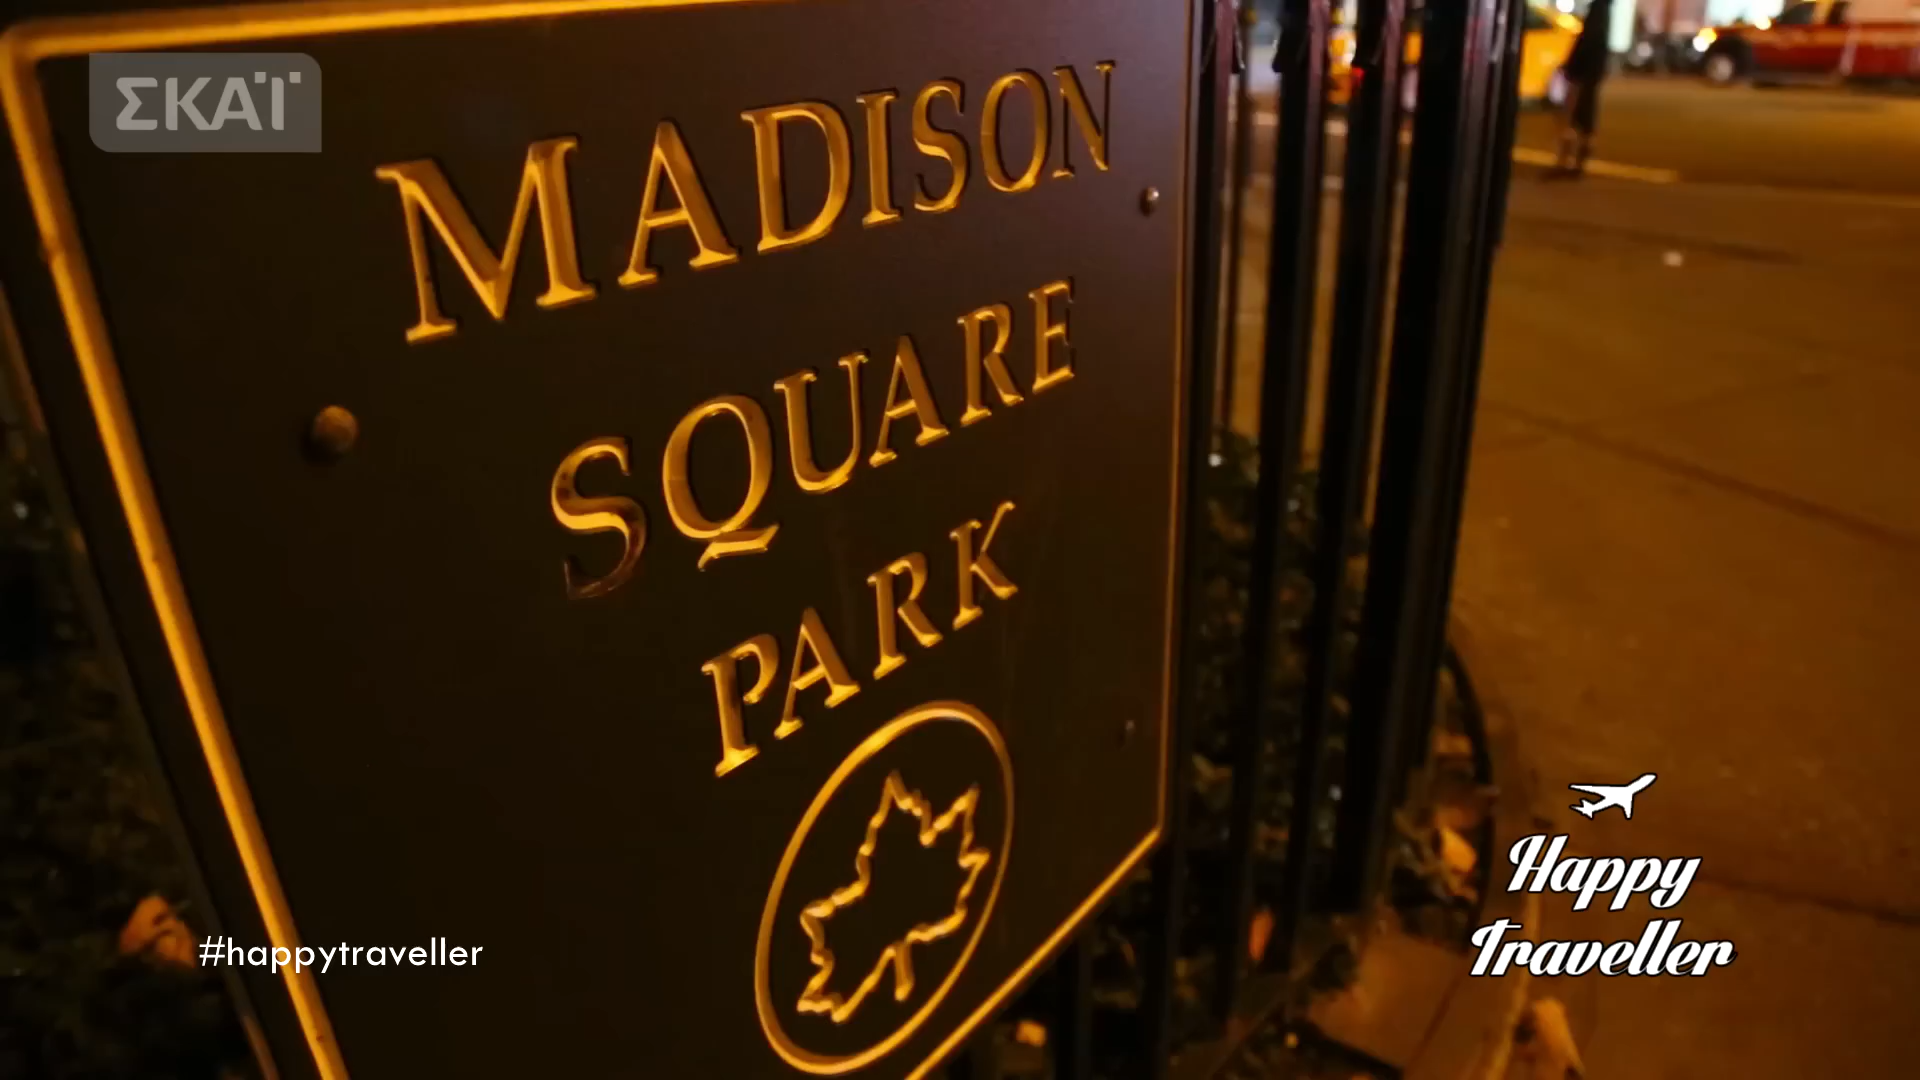 ΣΚΑΪ
MADISON
SQUARE
PARK
#happytraveller
Happy
Traveller